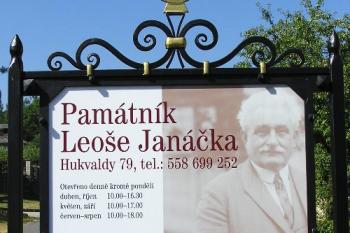 Památník
Leoše Janáčka
Hukvaldy 79, tel.: 558 699 252
Otevřeno denně kromě pondělí
duben, říjen 10.00–16.30
květen, září 10.00–17.00
červen–srpen 10.00–18.00